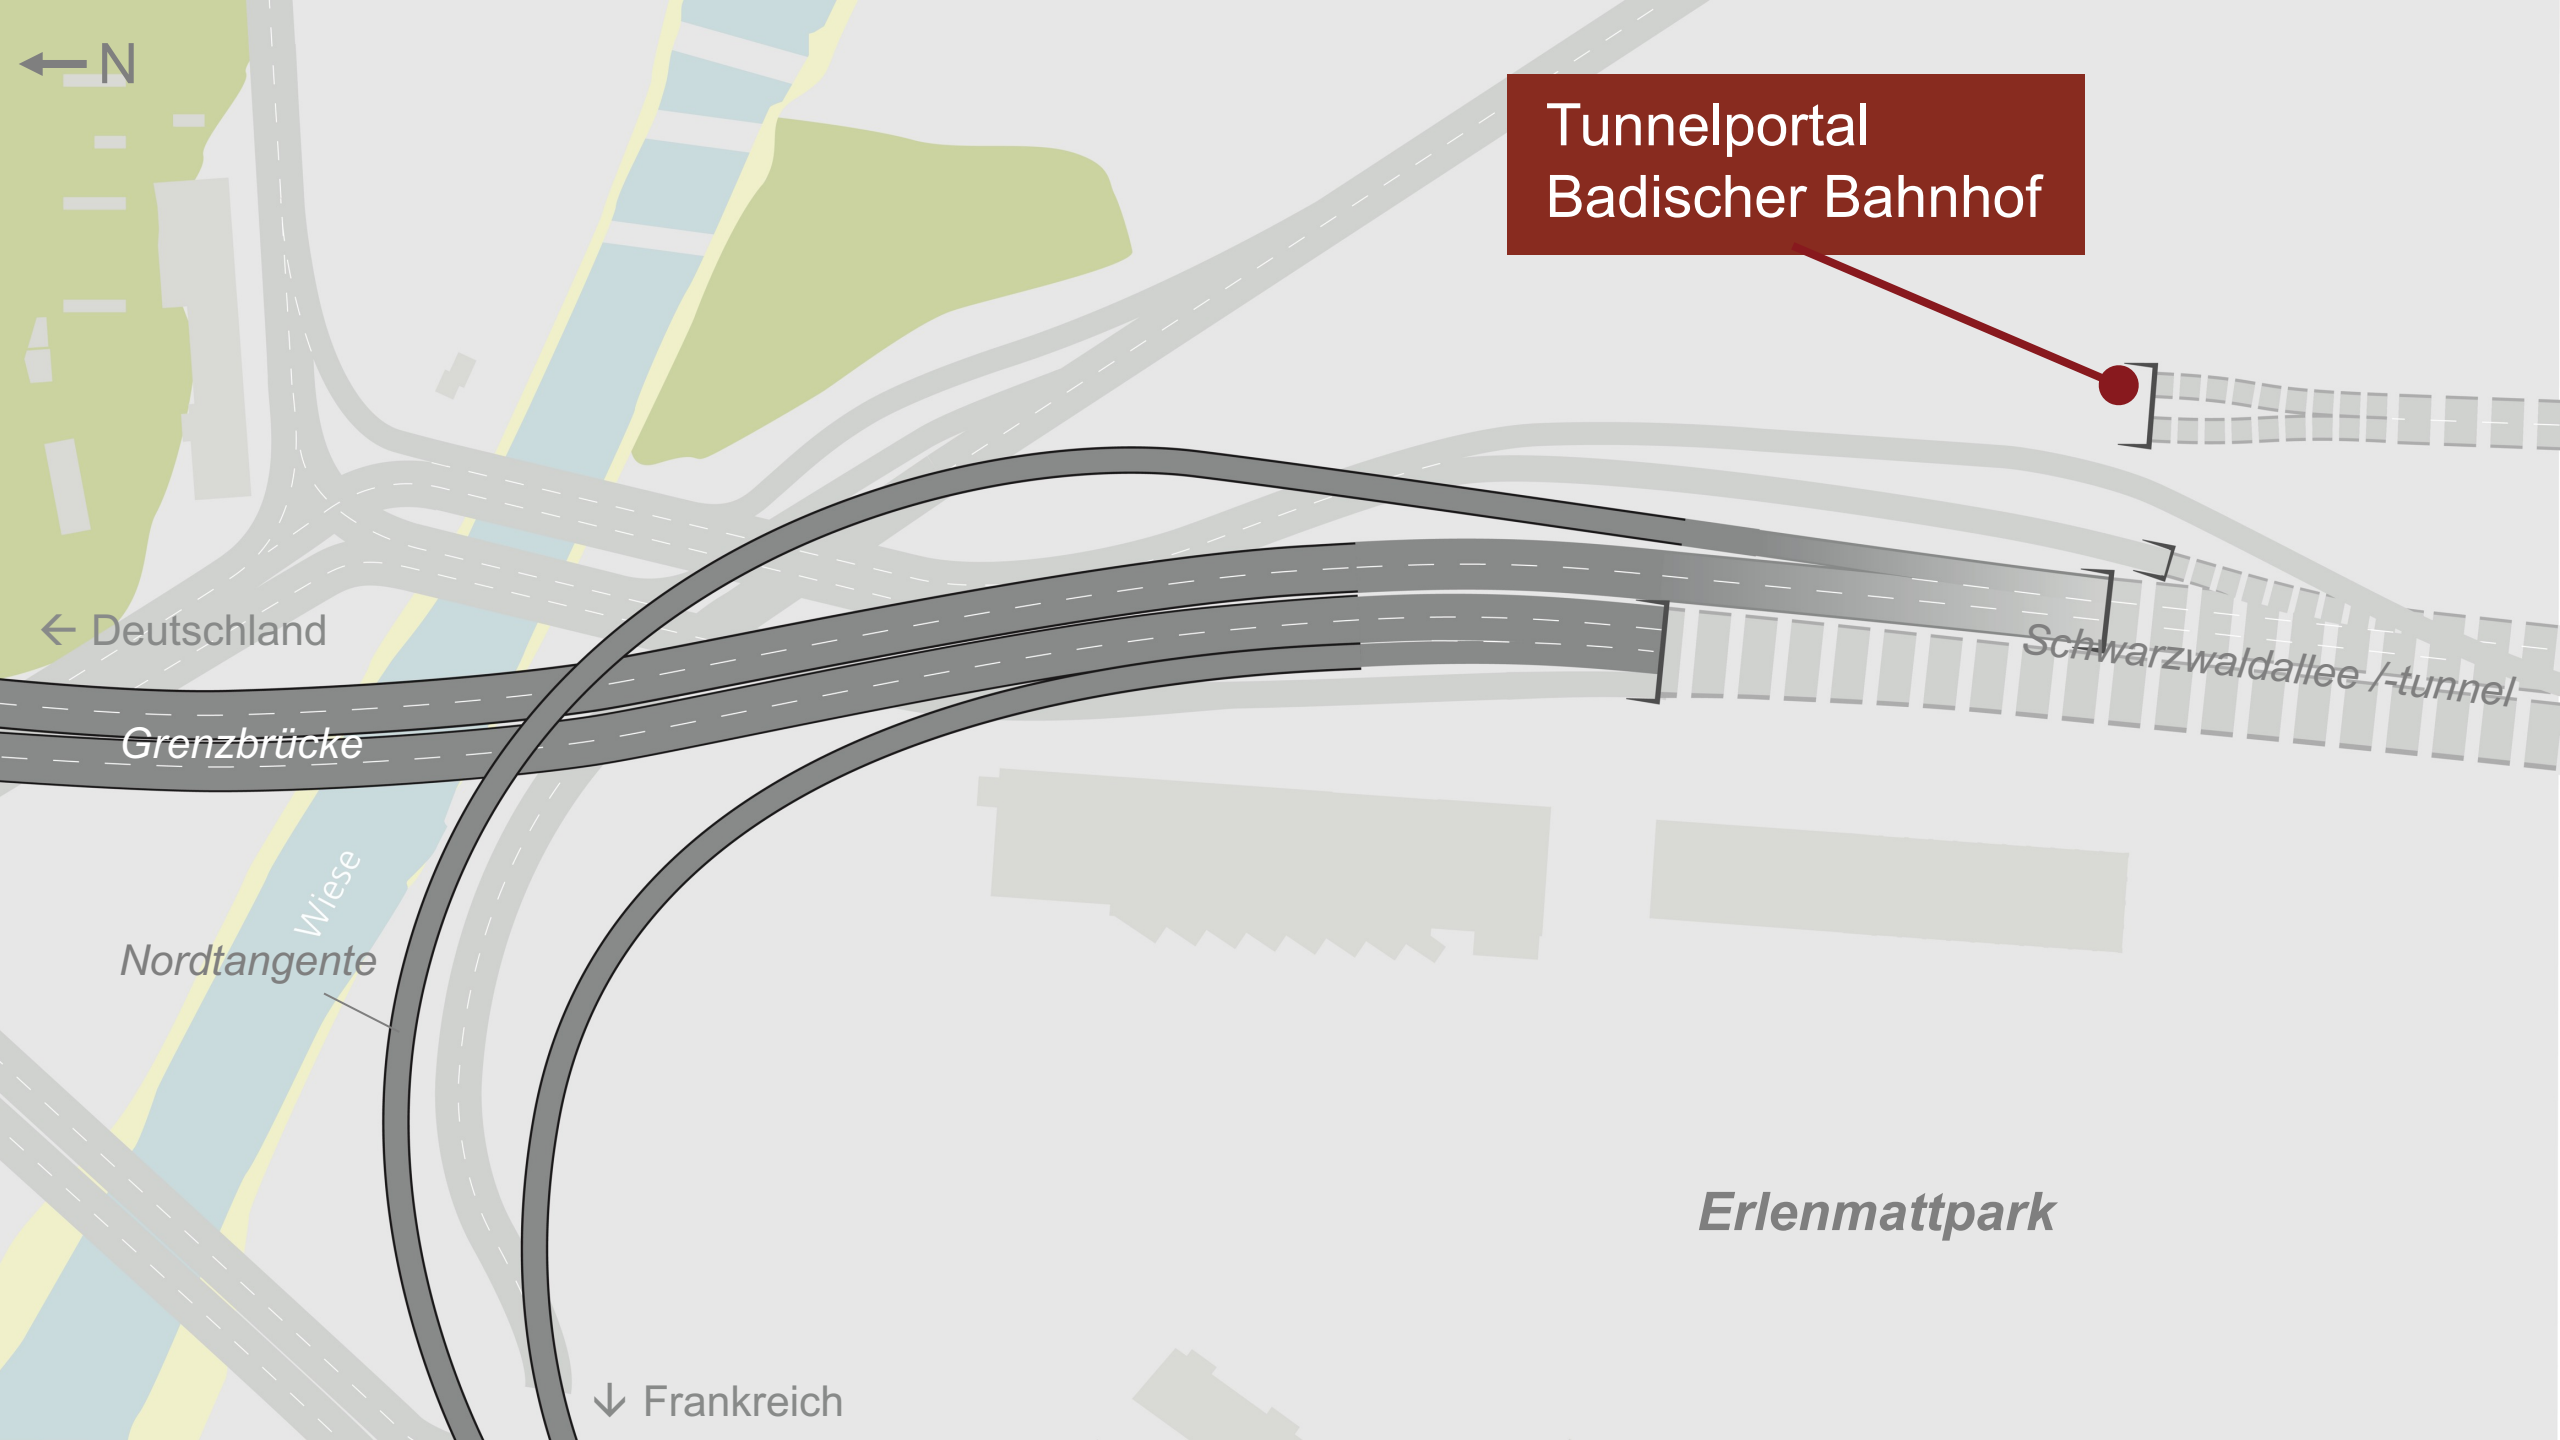 N
Tunnelportal
Badischer Bahnhof
← Deutschland
Schwarzwaldallee /-tunnel
Grenzbrücke
Wiese
Nordtangente
Erlenmattpark
↓ Frankreich